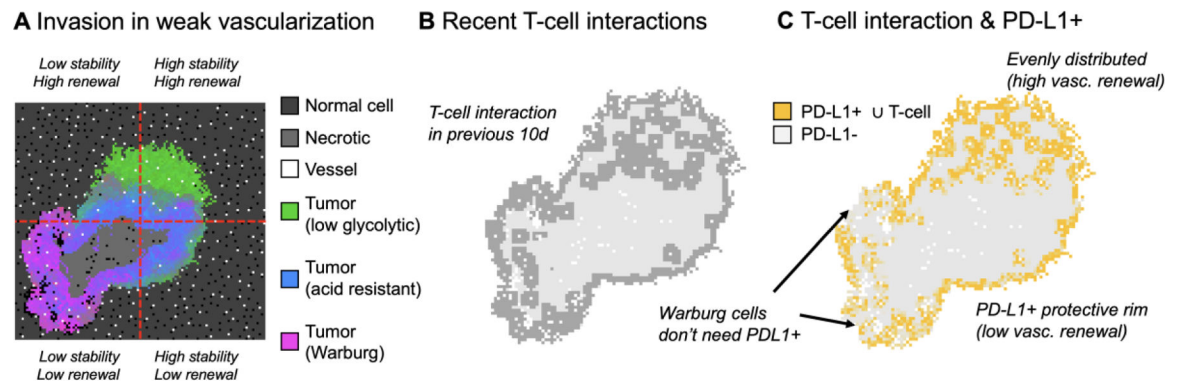 A Invasion in weak vascularization
Low stability
High renewal
High stability
High renewal
Normal cell
Necrotic
Vessel
Tumor
(low glycolytic)
Tumor
(acid resistant)
Tumor
(Warburg)
Low stability
Low renewal
High stability
Low renewal
B Recent T-cell interactions
T-cell interaction
in previous 10d
C T-cell interaction & PD-L1+
Evenly distributed
(high vasc. renewal)
PD-L1+ ∪ T-cell
PD-L1-
Warburg cells
don't need PDL1+
PD-L1+ protective rim
(low vasc. renewal)